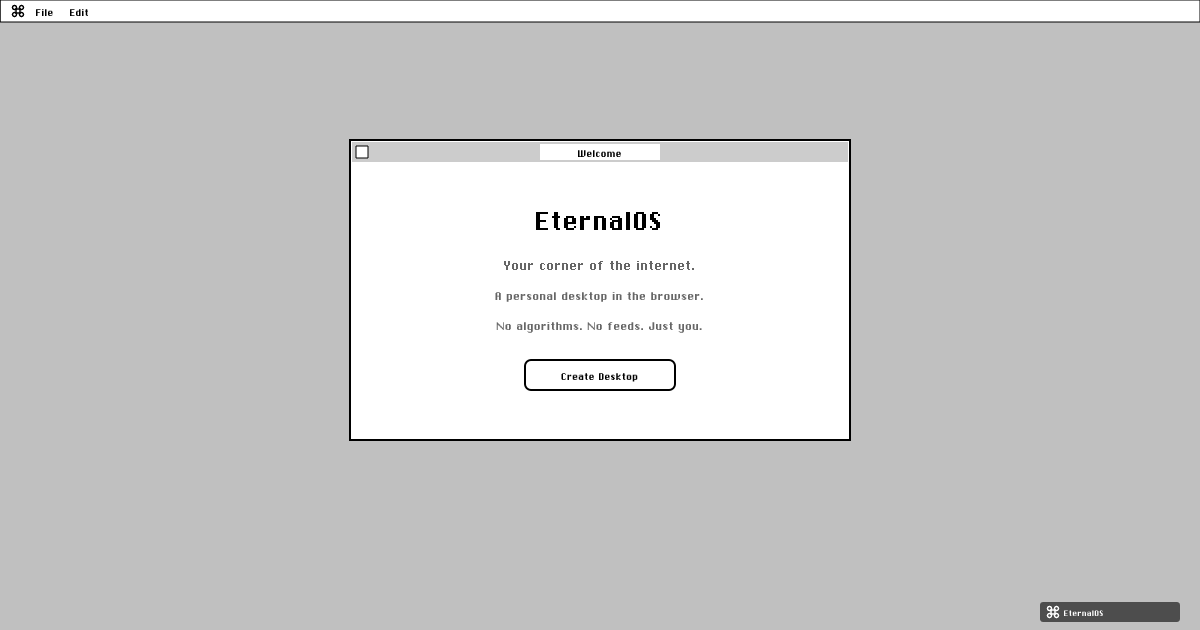 ⌘ File Edit
Welcome
EternalOS
Your corner of the internet.
A personal desktop in the browser.
No algorithms. No feeds. Just you.
Create Desktop
⌘ EternalOS